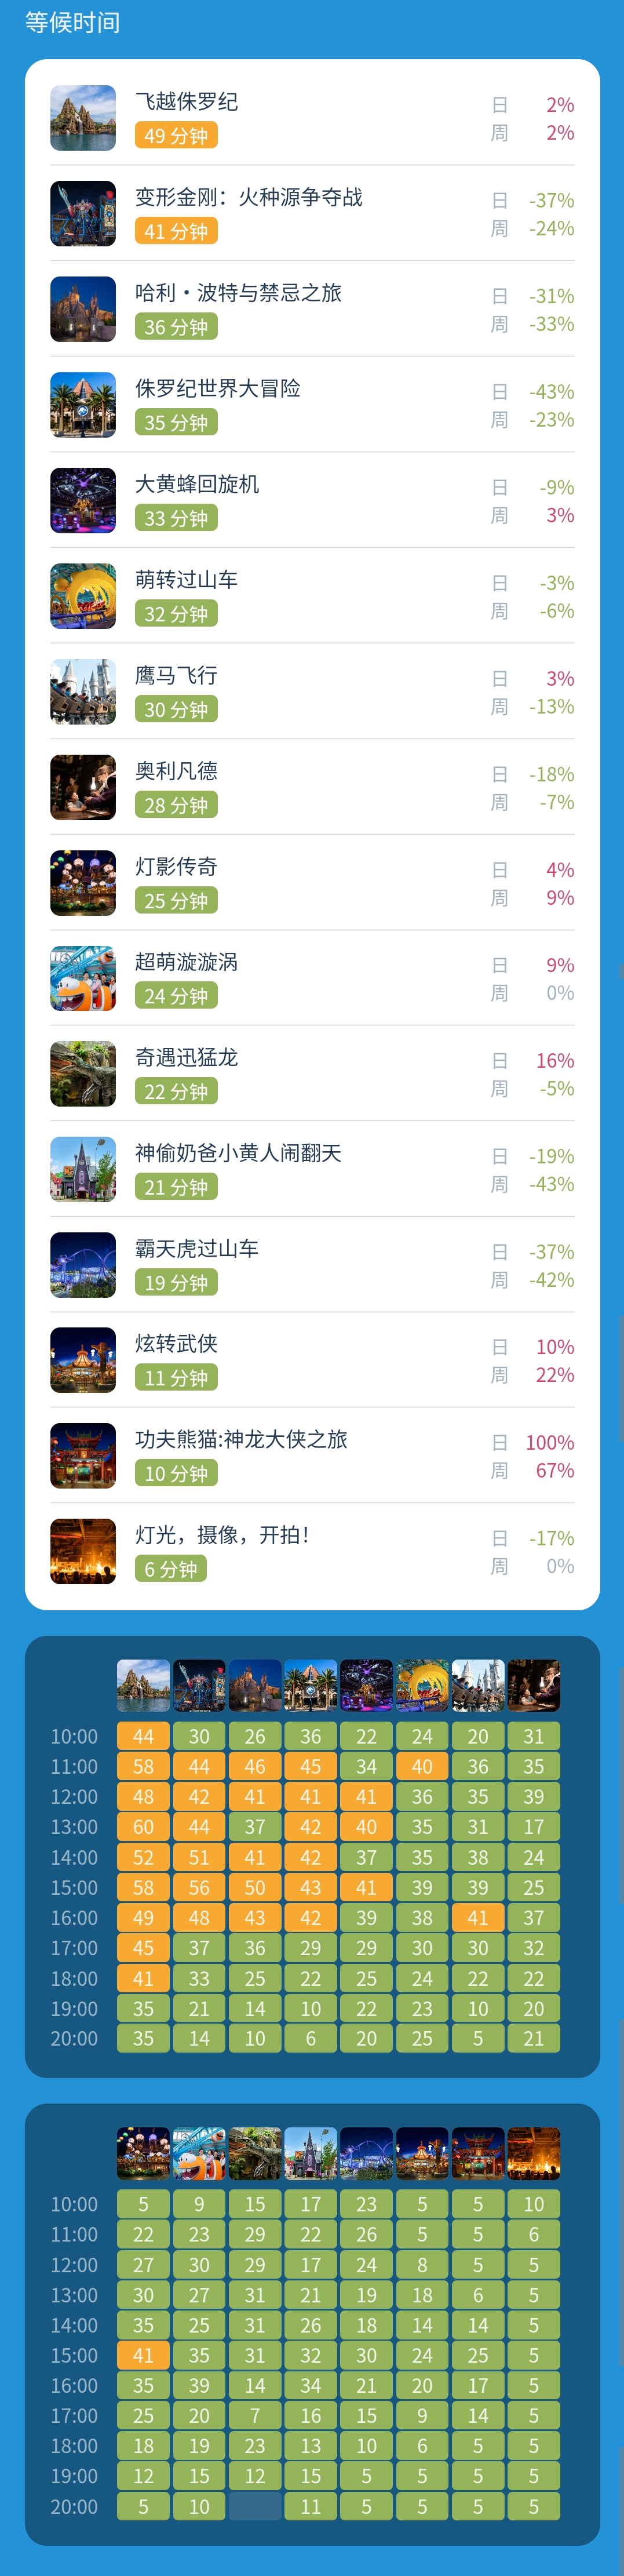 等候时间
飞越侏罗纪
49 分钟
日 2%
周 2%
变形金刚：火种源争夺战
41 分钟
日 -37%
周 -24%
哈利·波特与禁忌之旅
36 分钟
日 -31%
周 -33%
侏罗纪世界大冒险
35 分钟
日 -43%
周 -23%
大黄蜂回旋机
33 分钟
日 -9%
周 3%
萌转过山车
32 分钟
日 -3%
周 -6%
鹰马飞行
30 分钟
日 3%
周 -13%
奥利凡德
28 分钟
日 -18%
周 -7%
灯影传奇
25 分钟
日 4%
周 9%
超萌漩漩涡
24 分钟
日 9%
周 0%
奇遇迅猛龙
22 分钟
日 16%
周 -5%
神偷奶爸小黄人闹翻天
21 分钟
日 -19%
周 -43%
霸天虎过山车
19 分钟
日 -37%
周 -42%
炫转武侠
11 分钟
日 10%
周 22%
功夫熊猫:神龙大侠之旅
10 分钟
日 100%
周 67%
灯光，摄像，开拍！
6 分钟
日 -17%
周 0%
10:00 44 30 26 36 22 24 20 31
11:00 58 44 46 45 34 40 36 35
12:00 48 42 41 41 41 36 35 39
13:00 60 44 37 42 40 35 31 17
14:00 52 51 41 42 37 35 38 24
15:00 58 56 50 43 41 39 39 25
16:00 49 48 43 42 39 38 41 37
17:00 45 37 36 29 29 30 30 32
18:00 41 33 25 22 25 24 22 22
19:00 35 21 14 10 22 23 10 20
20:00 35 14 10 6 20 25 5 21
10:00 5 9 15 17 23 5 5 10
11:00 22 23 29 22 26 5 5 6
12:00 27 30 29 17 24 8 5 5
13:00 30 27 31 21 19 18 6 5
14:00 35 25 31 26 18 14 14 5
15:00 41 35 31 32 30 24 25 5
16:00 35 39 14 34 21 20 17 5
17:00 25 20 7 16 15 9 14 5
18:00 18 19 23 13 10 6 5 5
19:00 12 15 12 15 5 5 5 5
20:00 5 10 11 5 5 5 5